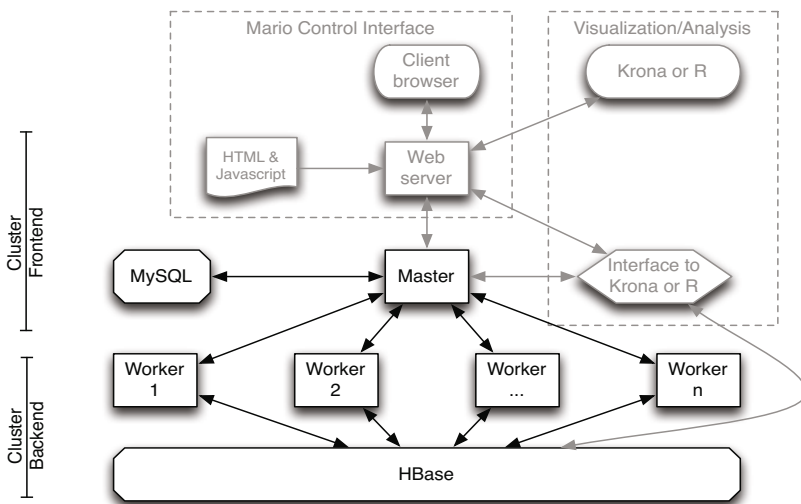 Mario Control Interface
Visualization/Analysis
Client
browser
Krona or R
HTML &
Javascript
Web
server
Cluster
Frontend
MySQL
Master
Interface to
Krona or R
Worker
1
Worker
2
Worker
...
Worker
n
Cluster
Backend
HBase